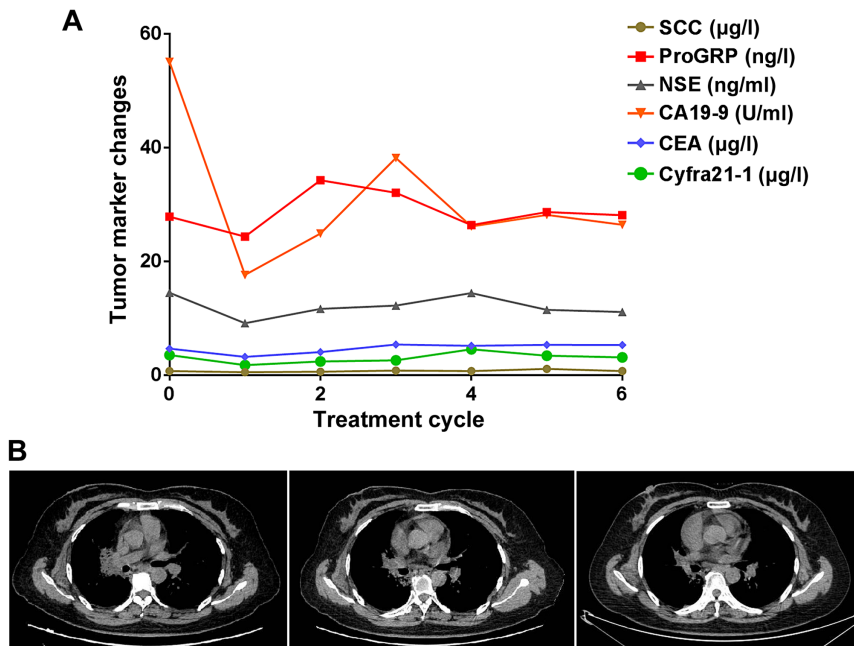 A
60
40
20
0
Tumor marker changes
0 2 4 6
Treatment cycle
SCC (µg/l)
ProGRP (ng/l)
NSE (ng/ml)
CA19-9 (U/ml)
CEA (µg/l)
Cyfra21-1 (µg/l)
B